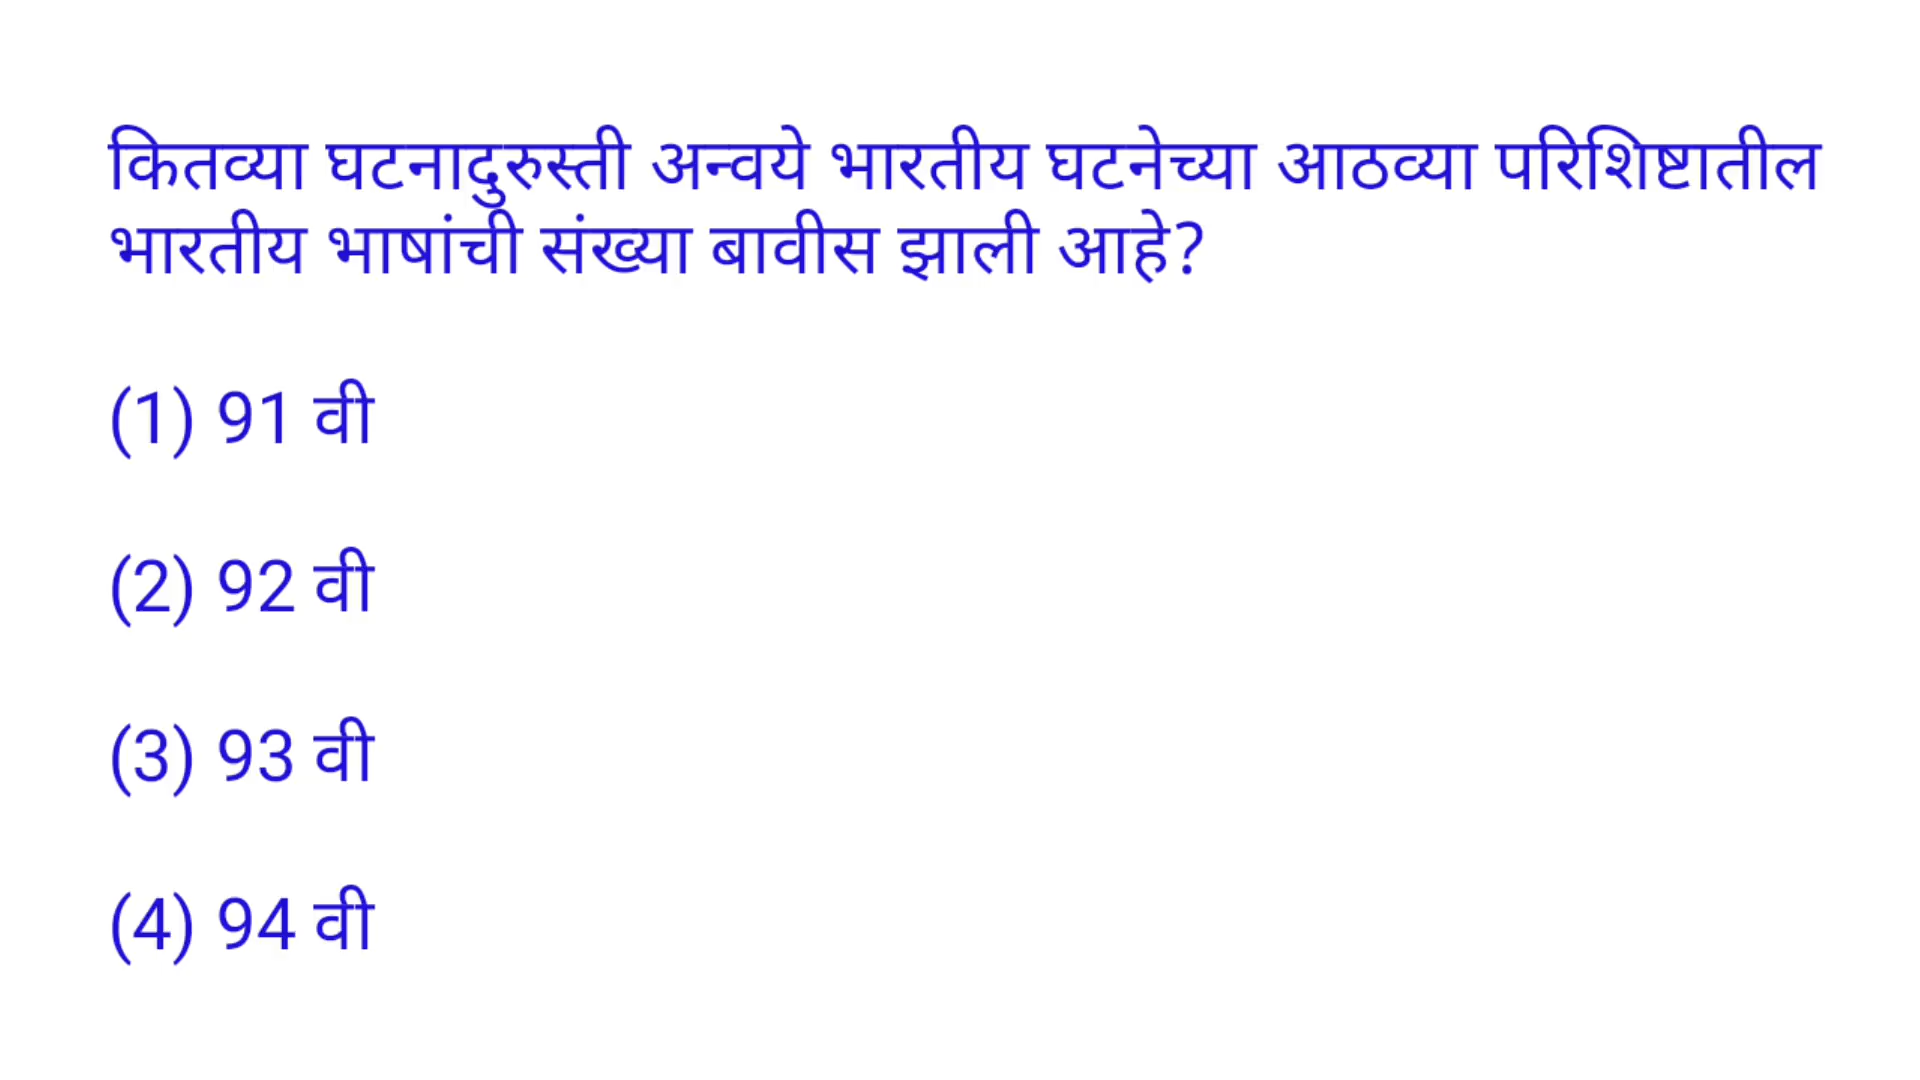 कितव्या घटनादुरुस्ती अन्वये भारतीय घटनेच्या आठव्या परिशिष्टातील
भारतीय भाषांची संख्या बावीस झाली आहे?
(1) 91 वी
(2) 92 वी
(3) 93 वी
(4) 94 वी